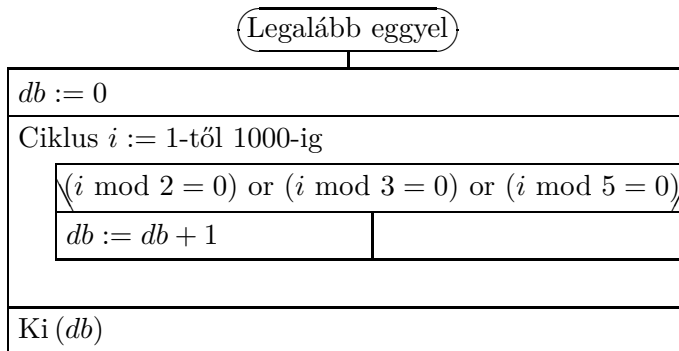 Legalább eggyel
db := 0
Ciklus i := 1-től 1000-ig
(i mod 2 = 0) or (i mod 3 = 0) or (i mod 5 = 0)
db := db + 1
Ki (db)